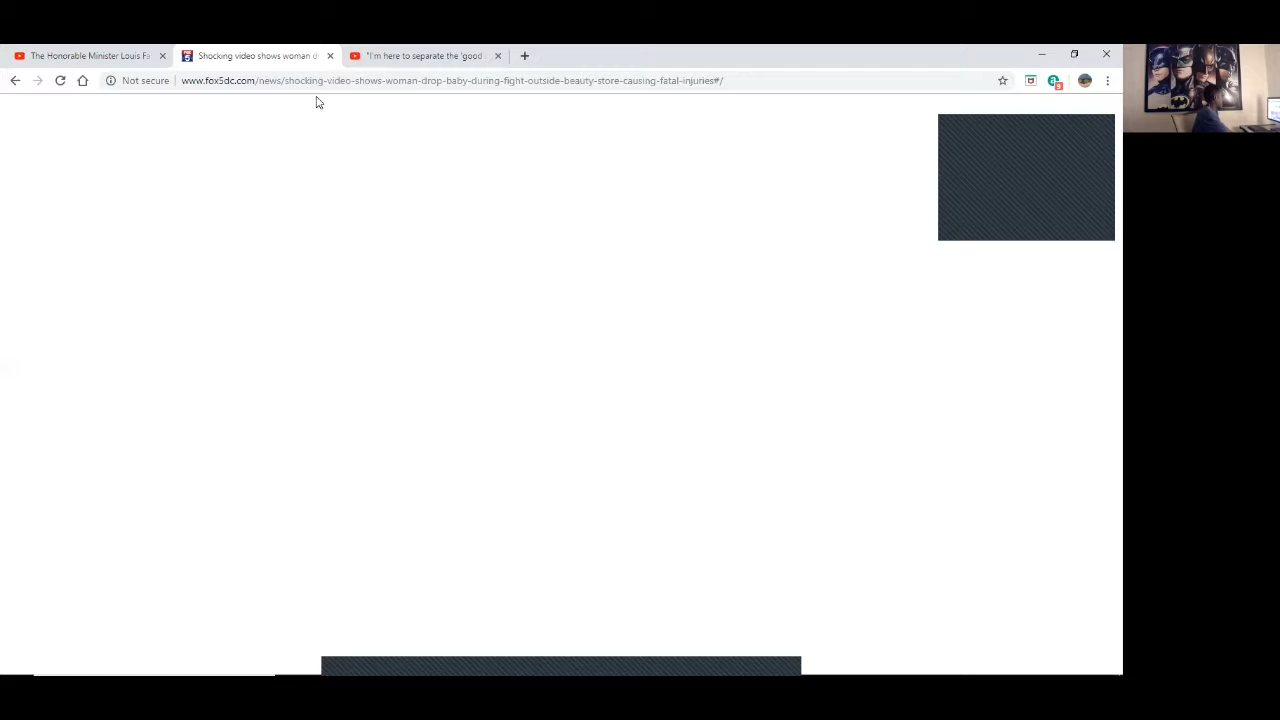 The Honorable Minister Louis Fa
Shocking video shows woman d
"I'm here to separate the 'good
Not secure
www.fox5dc.com/news/shocking-video-shows-woman-drop-baby-during-fight-outside-beauty-store-causing-fatal-injuries#/
9